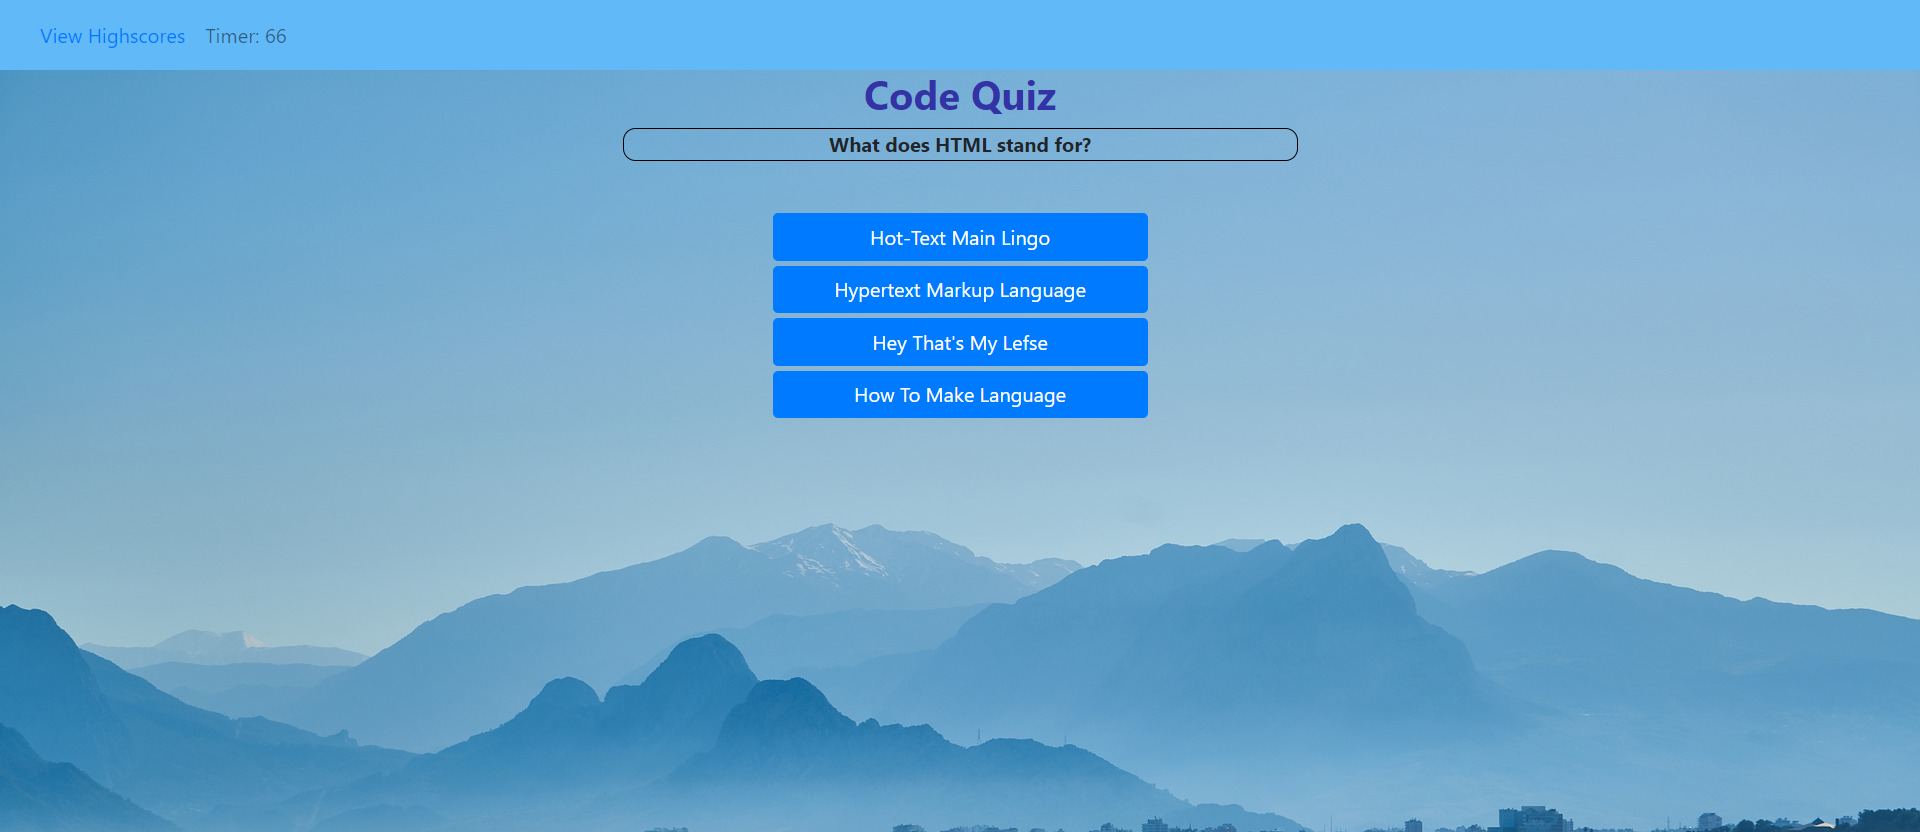 View Highscores Timer: 66
Code Quiz
What does HTML stand for?
Hot-Text Main Lingo
Hypertext Markup Language
Hey That's My Lefse
How To Make Language